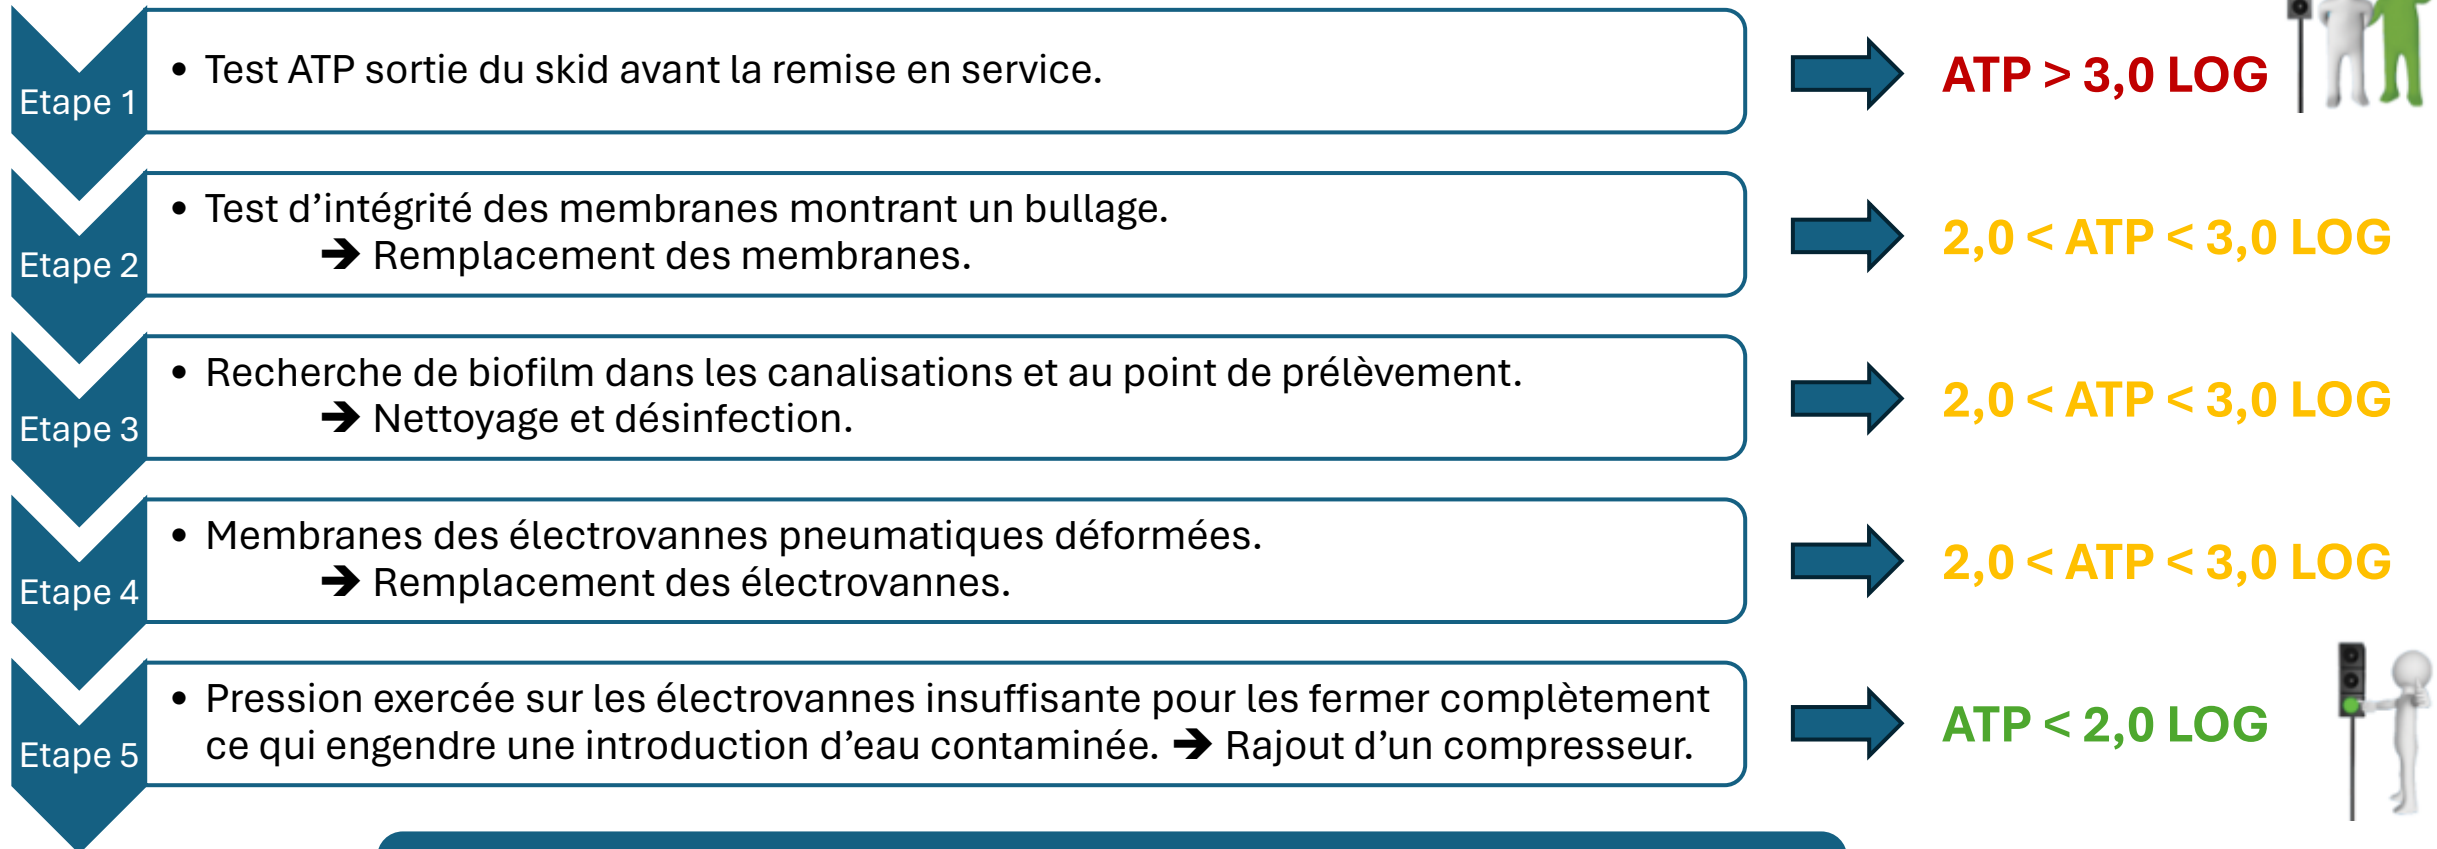 Etape 1
• Test ATP sortie du skid avant la remise en service.
ATP > 3,0 LOG
Etape 2
• Test d’intégrité des membranes montrant un bullage.
➔ Remplacement des membranes.
2,0 < ATP < 3,0 LOG
Etape 3
• Recherche de biofilm dans les canalisations et au point de prélèvement.
➔ Nettoyage et désinfection.
2,0 < ATP < 3,0 LOG
Etape 4
• Membranes des électrovannes pneumatiques déformées.
➔ Remplacement des électrovannes.
2,0 < ATP < 3,0 LOG
Etape 5
• Pression exercée sur les électrovannes insuffisante pour les fermer complètement
ce qui engendre une introduction d’eau contaminée. ➔ Rajout d’un compresseur.
ATP < 2,0 LOG